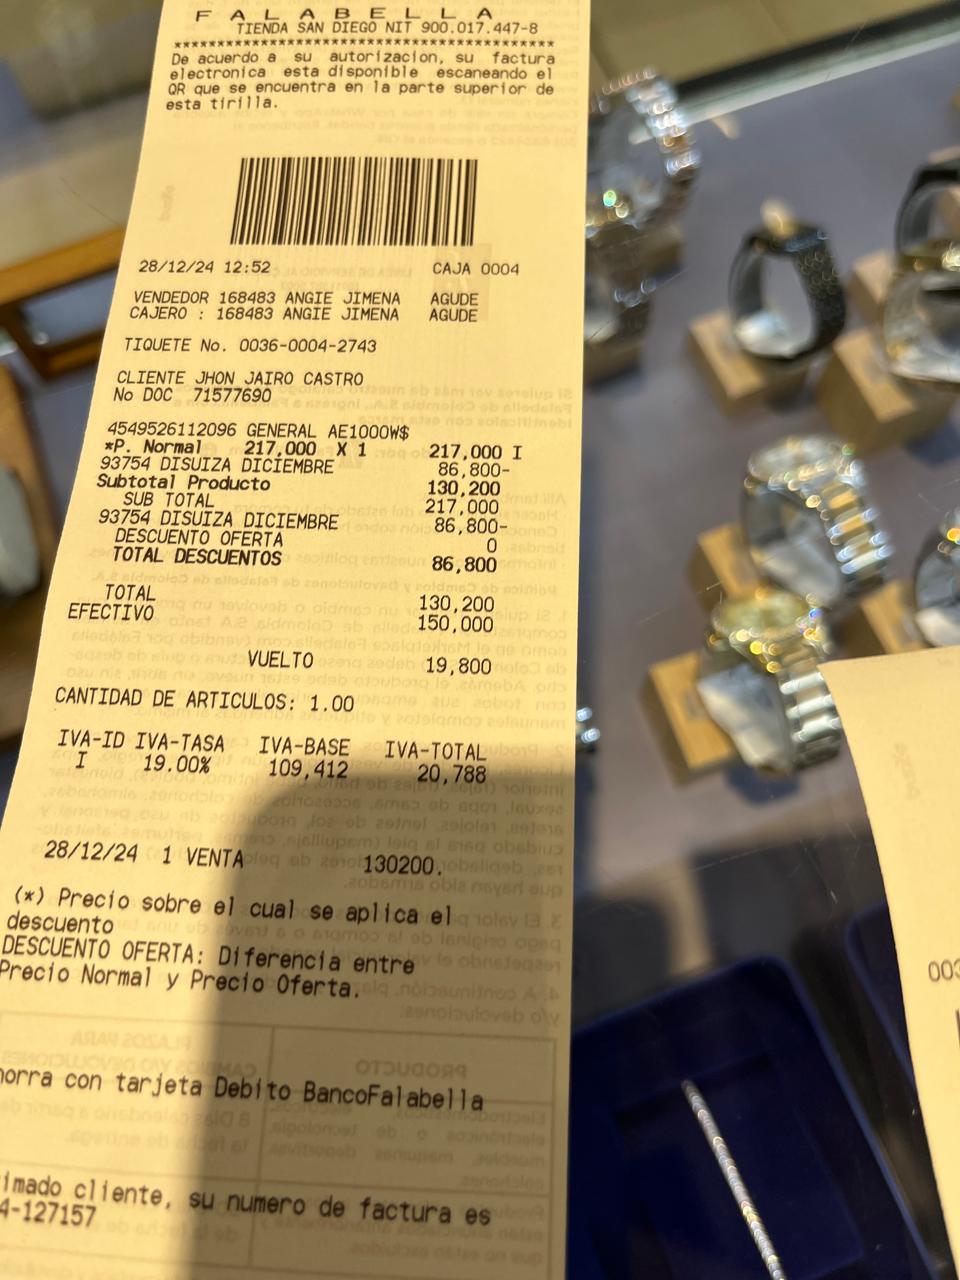 F A L A B E L L A
TIENDA SAN DIEGO NIT 900.017.447-8
******************************************
De acuerdo a su autorizacion, su factura
electronica esta disponible escaneando el
QR que se encuentra en la parte superior de
esta tirilla.
28/12/24 12:52 CAJA 0004
VENDEDOR 168483 ANGIE JIMENA AGUDE
CAJERO : 168483 ANGIE JIMENA AGUDE
TIQUETE No. 0036-0004-2743
CLIENTE JHON JAIRO CASTRO
No DOC 71577690
4549526112096 GENERAL AE1000W$
*P. Normal 217,000 X 1 217,000 I
93754 DISUIZA DICIEMBRE 86,800-
Subtotal Producto 130,200
SUB TOTAL 217,000
93754 DISUIZA DICIEMBRE 86,800-
DESCUENTO OFERTA 0
TOTAL DESCUENTOS 86,800
TOTAL 130,200
EFECTIVO 150,000
VUELTO 19,800
CANTIDAD DE ARTICULOS: 1.00
IVA-ID IVA-TASA IVA-BASE IVA-TOTAL
I 19.00% 109,412 20,788
28/12/24 1 VENTA 130200.
(*) Precio sobre el cual se aplica el
descuento
DESCUENTO OFERTA: Diferencia entre
Precio Normal y Precio Oferta.
horra con tarjeta Debito BancoFalabella
imado cliente, su numero de factura es
4-127157
003